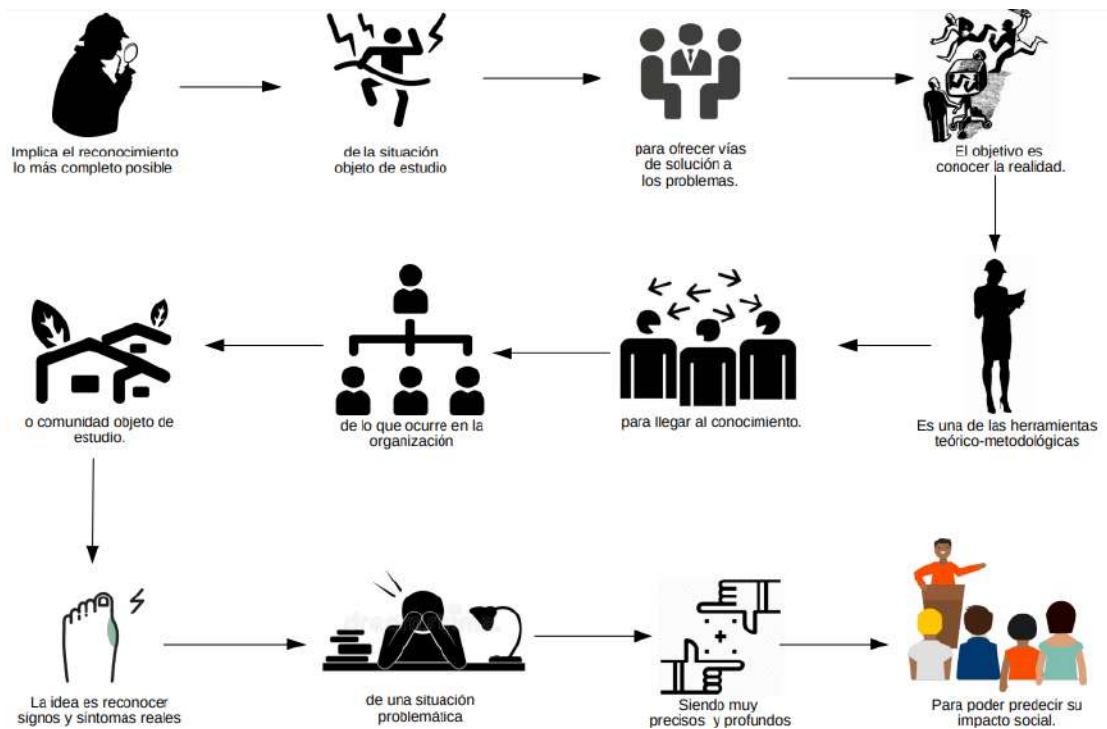 Implica el reconocimiento
lo más completo posible
de la situación
objeto de estudio
para ofrecer vías
de solución a
los problemas.
El objetivo es
conocer la realidad.
Es una de las herramientas
teórico-metodológicas
para llegar al conocimiento.
de lo que ocurre en la
organización
o comunidad objeto de
estudio.
La idea es reconocer
signos y sintomas reales
de una situación
problemática
Siendo muy
precisos y profundos
Para poder predecir su
impacto social.